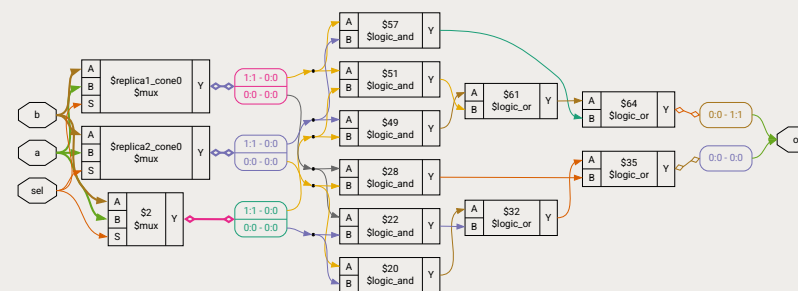 b
a
sel
A
B
S
$replica1_cone0
$mux
Y
A
B
S
$replica2_cone0
$mux
Y
A
B
S
$2
$mux
Y
1:1 - 0:0
0:0 - 0:0
1:1 - 0:0
0:0 - 0:0
1:1 - 0:0
0:0 - 0:0
A
B
$57
$logic_and
Y
A
B
$51
$logic_and
Y
A
B
$49
$logic_and
Y
A
B
$28
$logic_and
Y
A
B
$22
$logic_and
Y
A
B
$20
$logic_and
Y
A
B
$61
$logic_or
Y
A
B
$32
$logic_or
Y
A
B
$64
$logic_or
Y
A
B
$35
$logic_or
Y
0:0 - 1:1
0:0 - 0:0
o